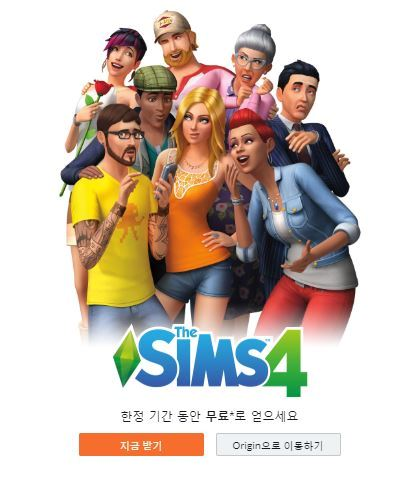 The
SIMS 4
한정 기간 동안 무료*로 얻으세요
지금 받기
Origin으로 이동하기